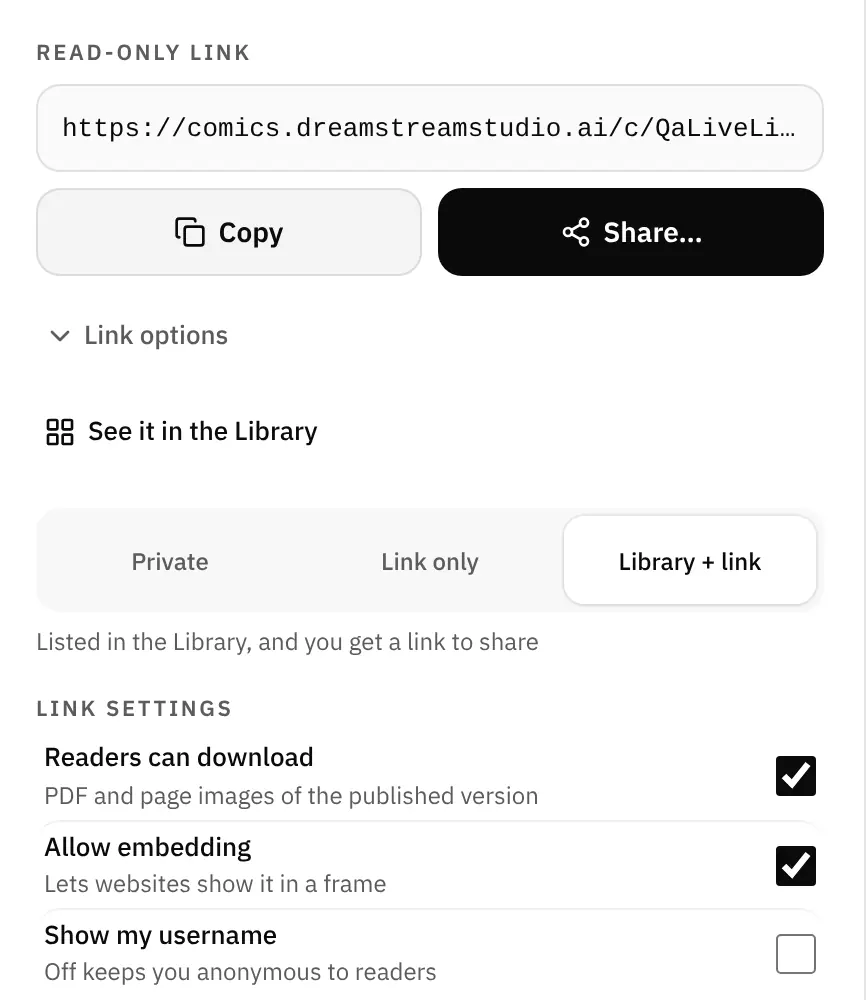 READ-ONLY LINK
https://comics.dreamstreamstudio.ai/c/QaLiveLi…
Copy
Share…
Link options
See it in the Library
Private
Link only
Library + link
Listed in the Library, and you get a link to share
LINK SETTINGS
Readers can download
PDF and page images of the published version
Allow embedding
Lets websites show it in a frame
Show my username
Off keeps you anonymous to readers